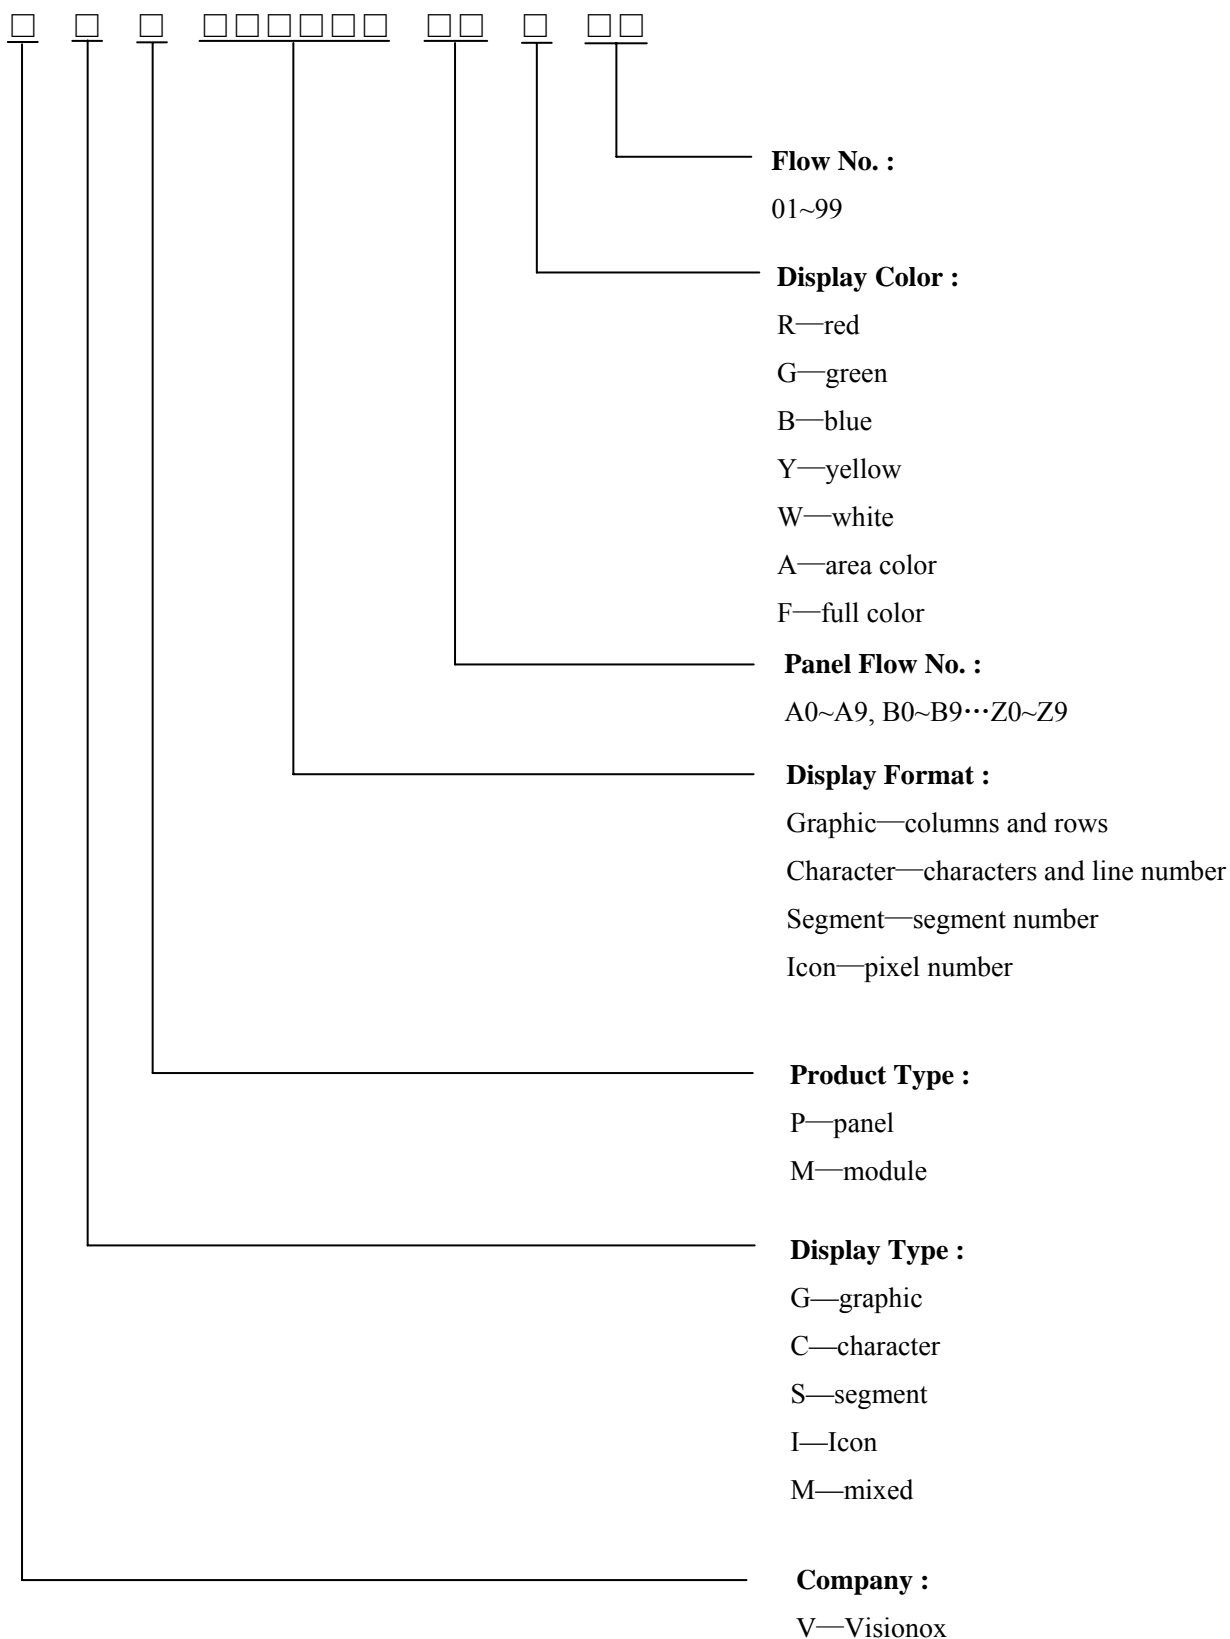 □ □ □ □□□□□□ □□ □ □□
Flow No. :
01~99
Display Color :
R—red
G—green
B—blue
Y—yellow
W—white
A—area color
F—full color
Panel Flow No. :
A0~A9, B0~B9⋯Z0~Z9
Display Format :
Graphic—columns and rows
Character—characters and line number
Segment—segment number
Icon—pixel number
Product Type :
P—panel
M—module
Display Type :
G—graphic
C—character
S—segment
I—Icon
M—mixed
Company :
V—Visionox